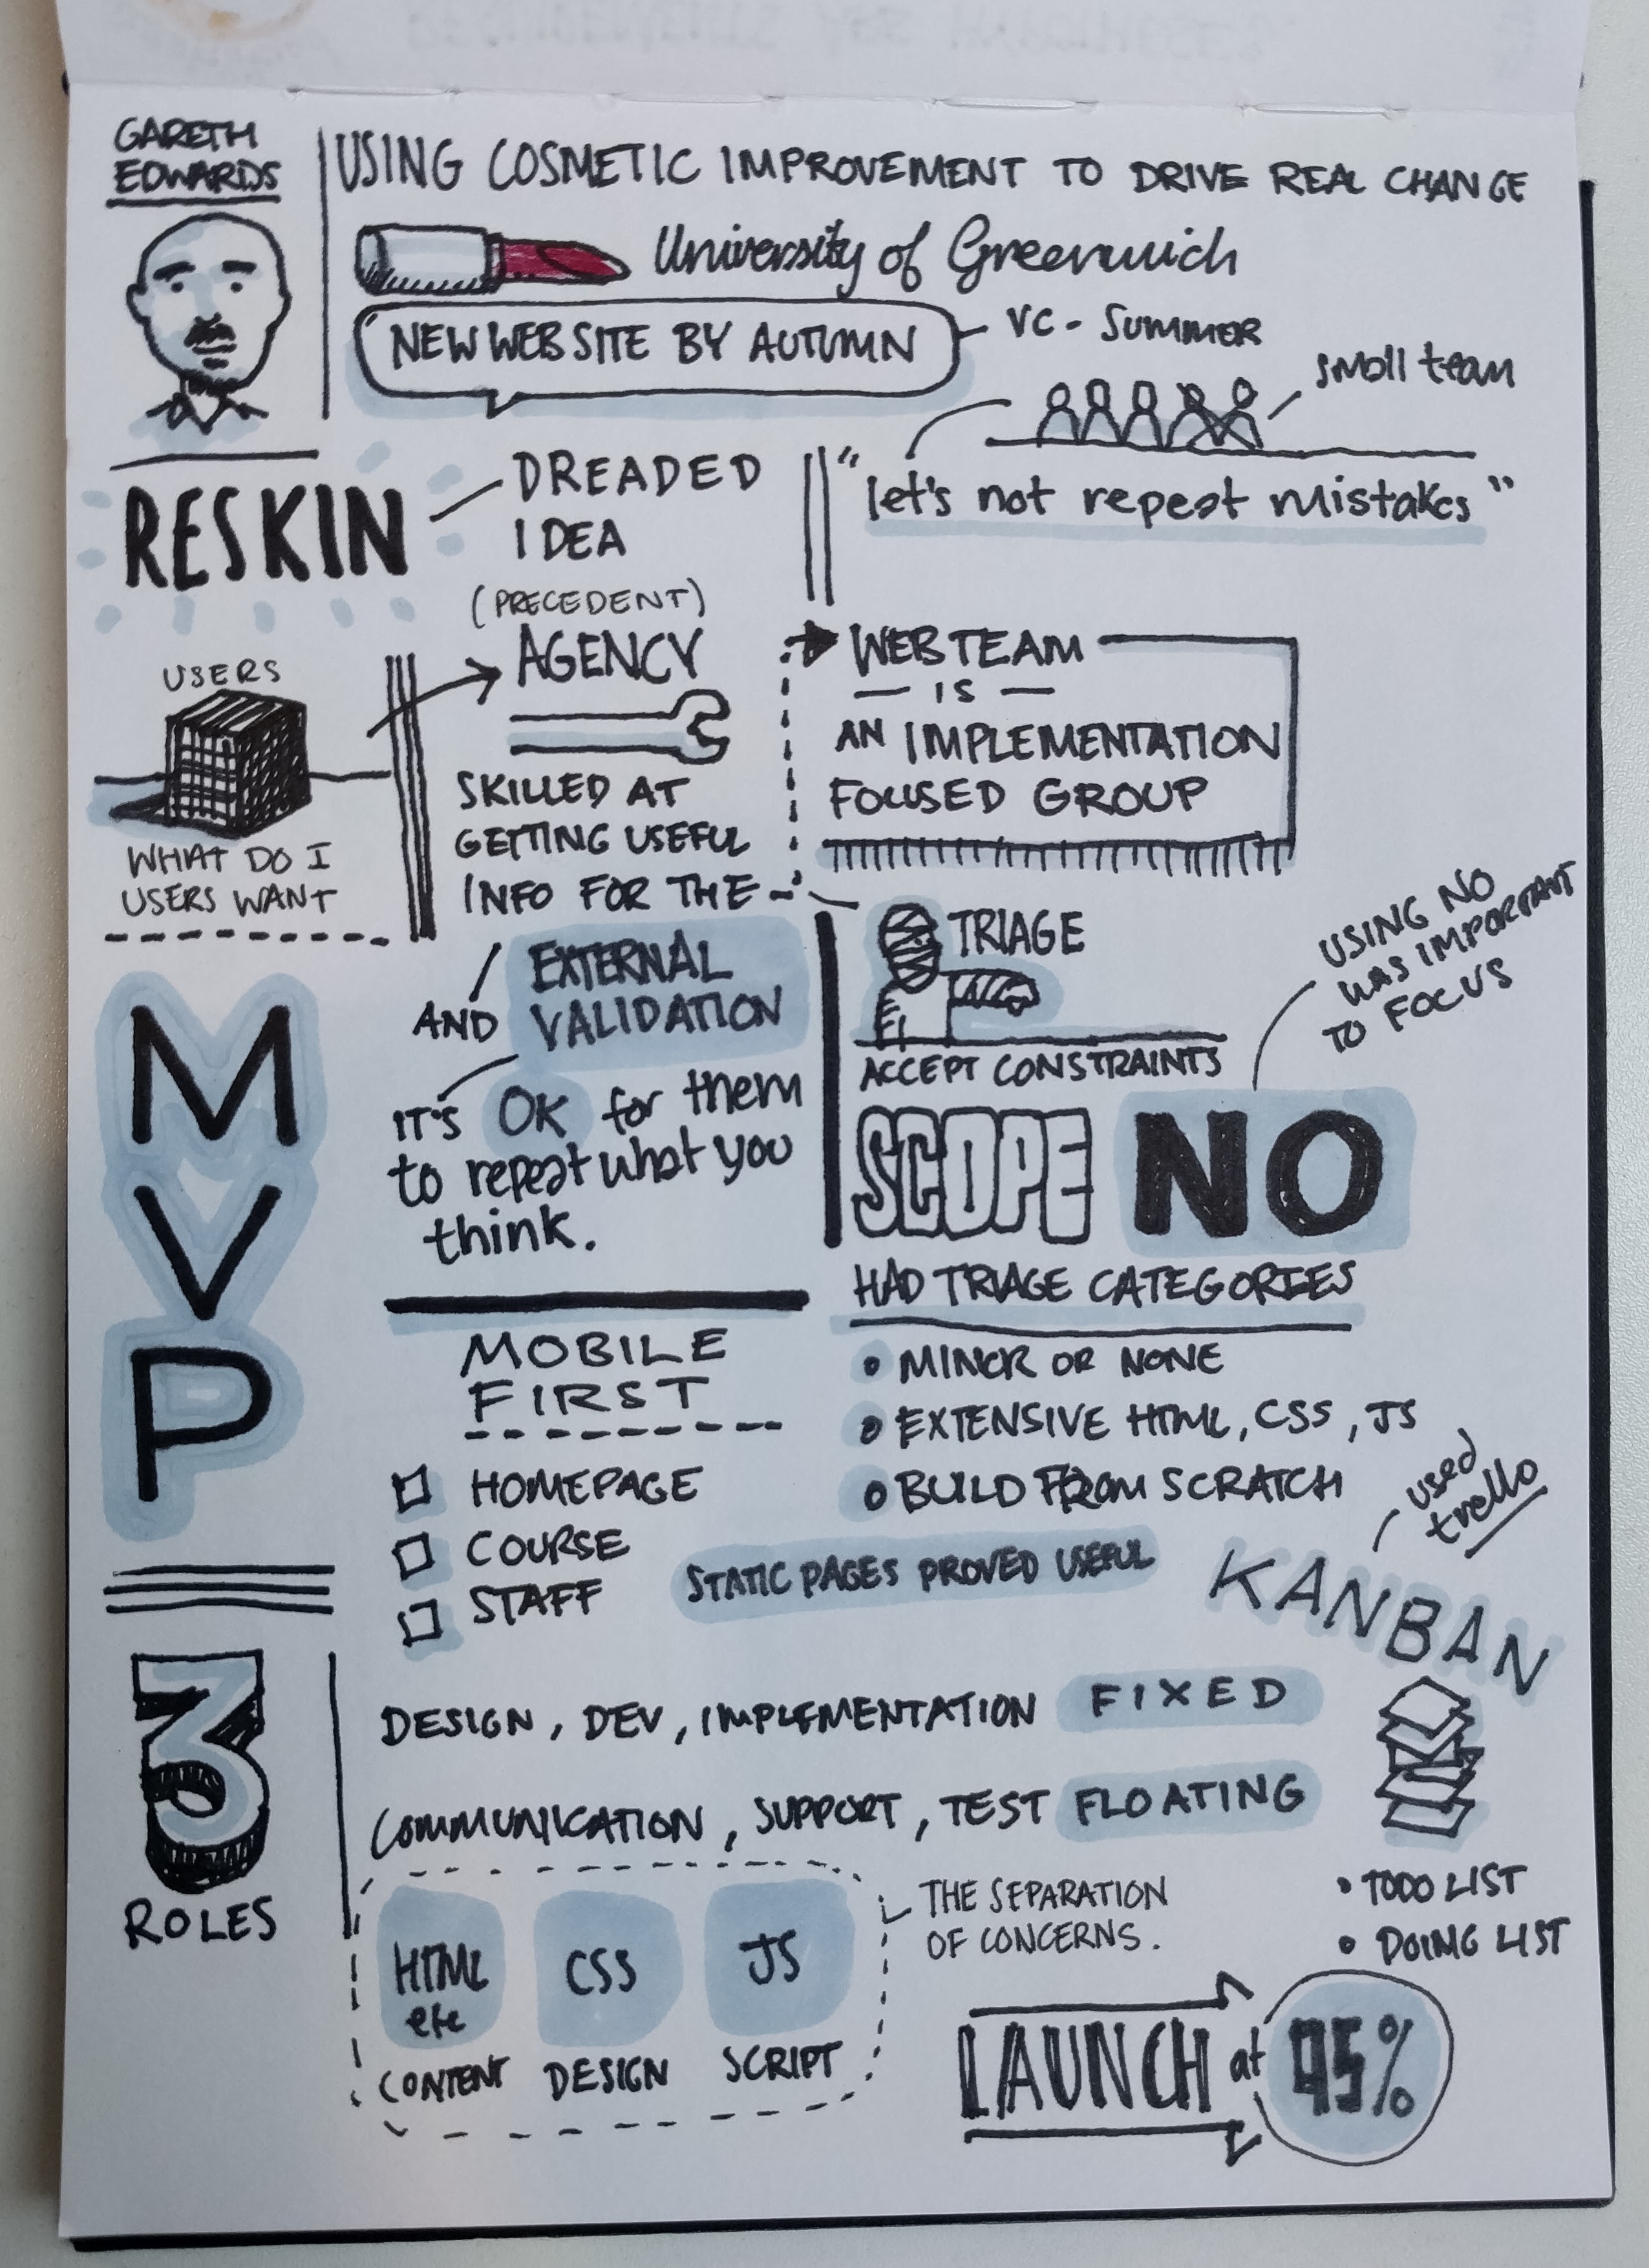 GARETH
EDWARDS
USING COSMETIC IMPROVEMENT TO DRIVE REAL CHANGE
University of Greenwich
NEW WEBSITE BY AUTUMN
VC - SUMMER
small team
RESKIN
DREADED
IDEA
"let's not repeat mistakes"
(PRECEDENT)
AGENCY
SKILLED AT
GETTING USEFUL
INFO FOR THE
WEB TEAM
IS
AN IMPLEMENTATION
FOCUSED GROUP
USERS
WHAT DO I
USERS WANT
AND
EXTERNAL
VALIDATION
IT'S OK for them
to repeat what you
think.
TRIAGE
ACCEPT CONSTRAINTS
USING NO
WAS IMPORTANT
TO FOCUS
SCOPE NO
HAD TRIAGE CATEGORIES
• MINOR OR NONE
• EXTENSIVE HTML, CSS, JS
• BUILD FROM SCRATCH
MVP
MOBILE
FIRST
HOMEPAGE
COURSE
STAFF
STATIC PAGES PROVED USEFUL
used
trello
KANBAN
3
ROLES
DESIGN, DEV, IMPLEMENTATION FIXED
COMMUNICATION, SUPPORT, TEST FLOATING
HTML
etc
CONTENT
CSS
DESIGN
JS
SCRIPT
THE SEPARATION
OF CONCERNS.
• TODO LIST
• DOING LIST
LAUNCH at 95%